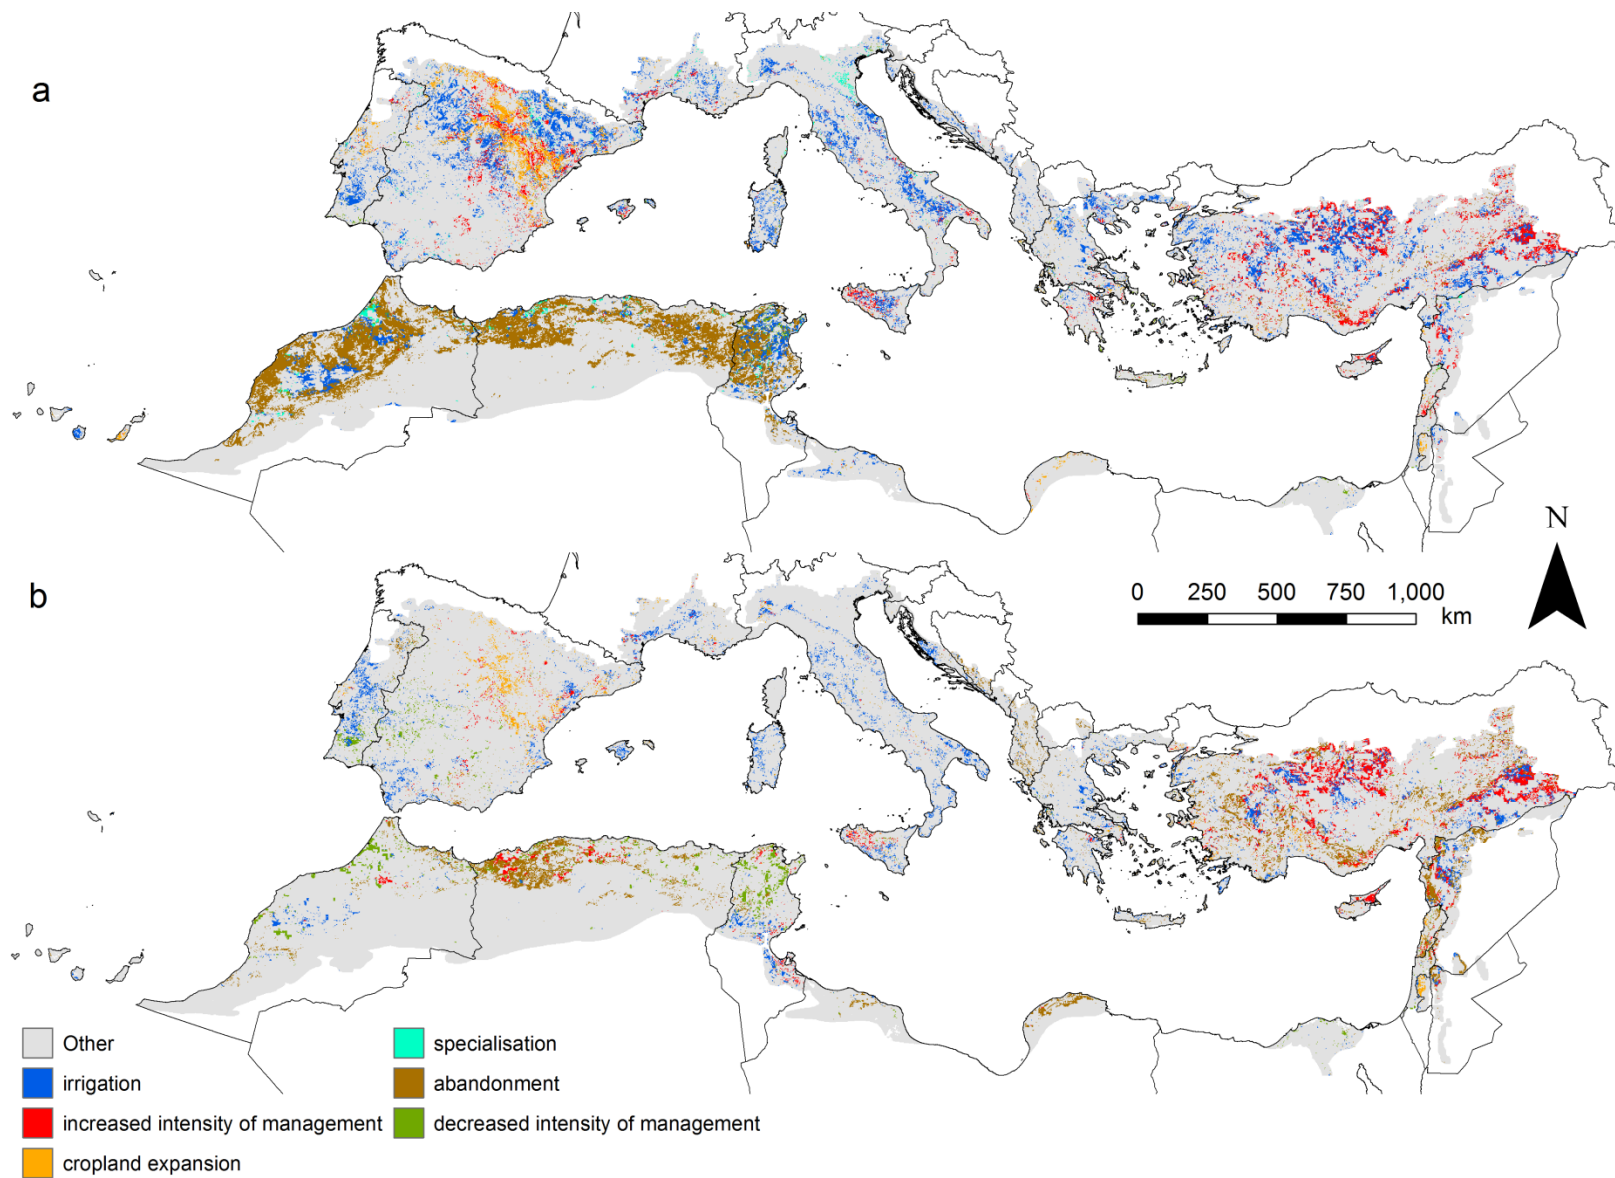 a
N
b
0 250 500 750 1,000
km
Other
irrigation
increased intensity of management
cropland expansion
specialisation
abandonment
decreased intensity of management